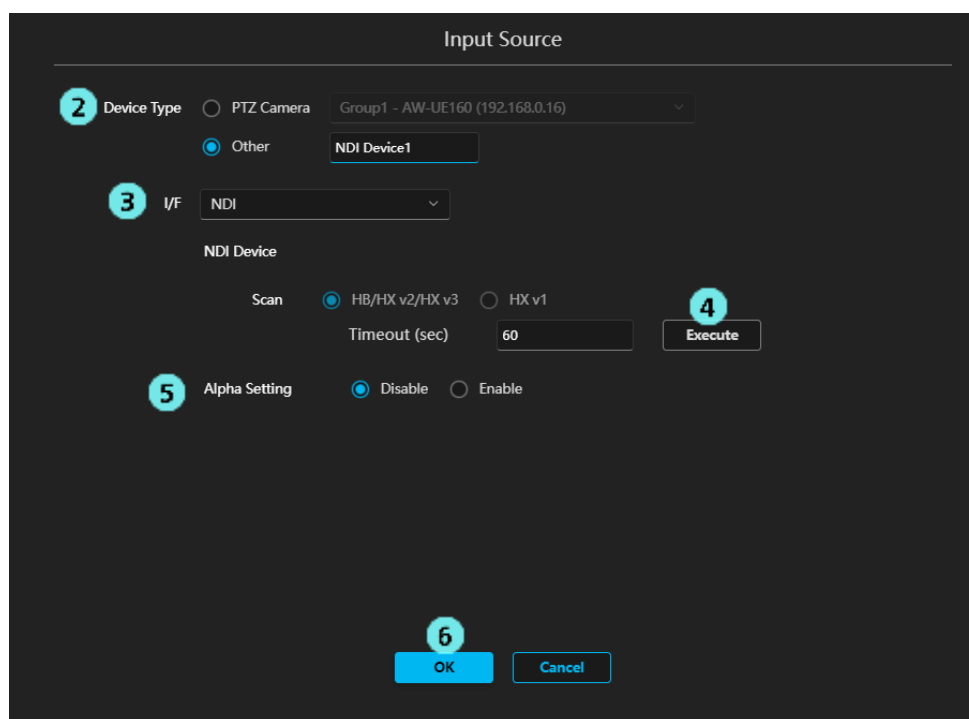 Input Source
2 Device Type PTZ Camera Group1 - AW-UE160 (192.168.0.16)
Other NDI Device1
3 I/F NDI
NDI Device
Scan HB/HX v2/HX v3 HX v1
4
Timeout (sec) 60 Execute
5 Alpha Setting Disable Enable
6
OK Cancel